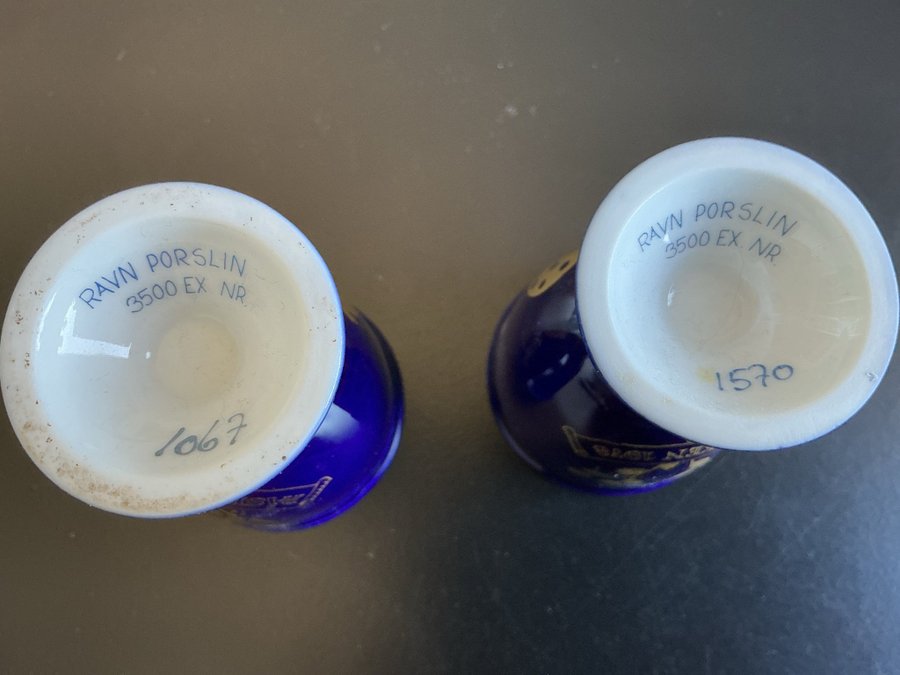 RAVN PORSLIN
3500 EX NR.
1067
RAVN PORSLIN
3500 EX NR.
1570